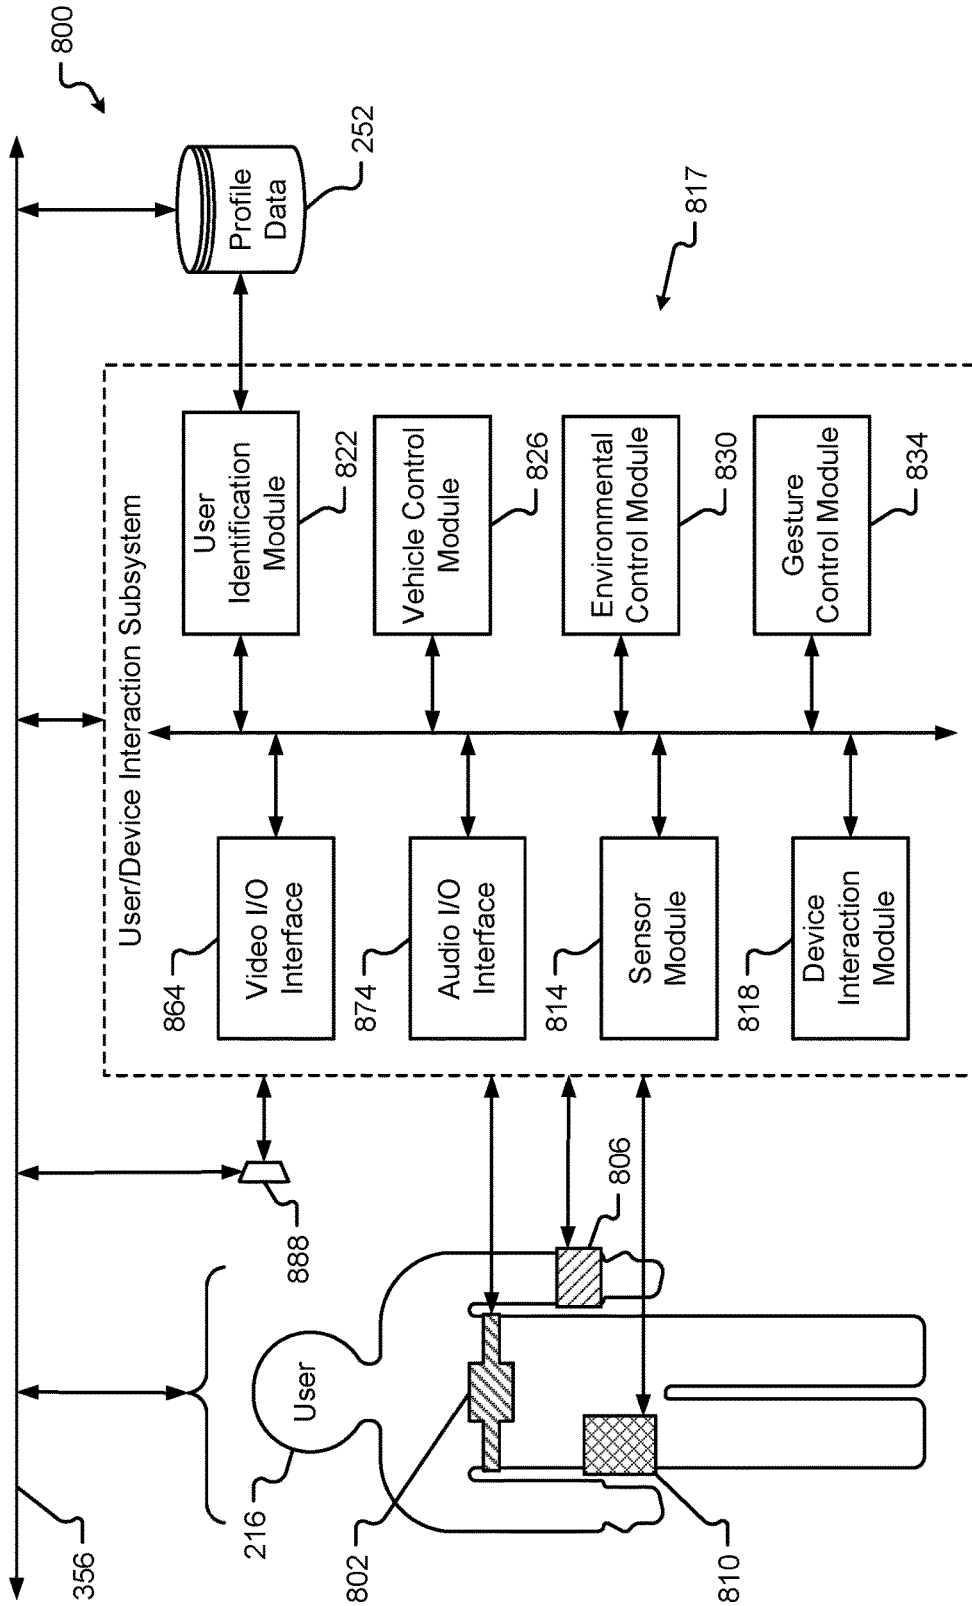 800
356
Profile
Data
252
817
User/Device Interaction Subsystem
User
Identification
Module
822
Vehicle Control
Module
826
Environmental
Control Module
830
Gesture
Control Module
834
864
Video I/O
Interface
874
Audio I/O
Interface
814
Sensor
Module
818
Device
Interaction
Module
888
User
216
802
806
810